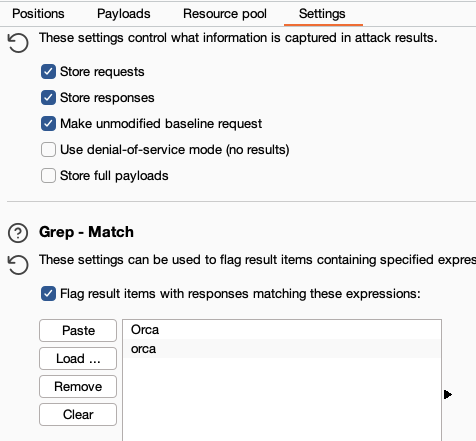 Positions Payloads Resource pool Settings
These settings control what information is captured in attack results.
Store requests
Store responses
Make unmodified baseline request
Use denial-of-service mode (no results)
Store full payloads
Grep - Match
These settings can be used to flag result items containing specified expres
Flag result items with responses matching these expressions:
Paste
Load ...
Remove
Clear
Orca
orca